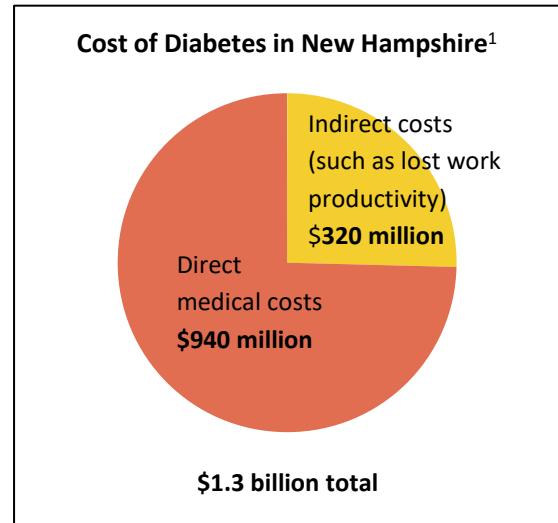 Cost of Diabetes in New Hampshire¹
Indirect costs
(such as lost work
productivity)
$320 million
Direct
medical costs
$940 million
$1.3 billion total